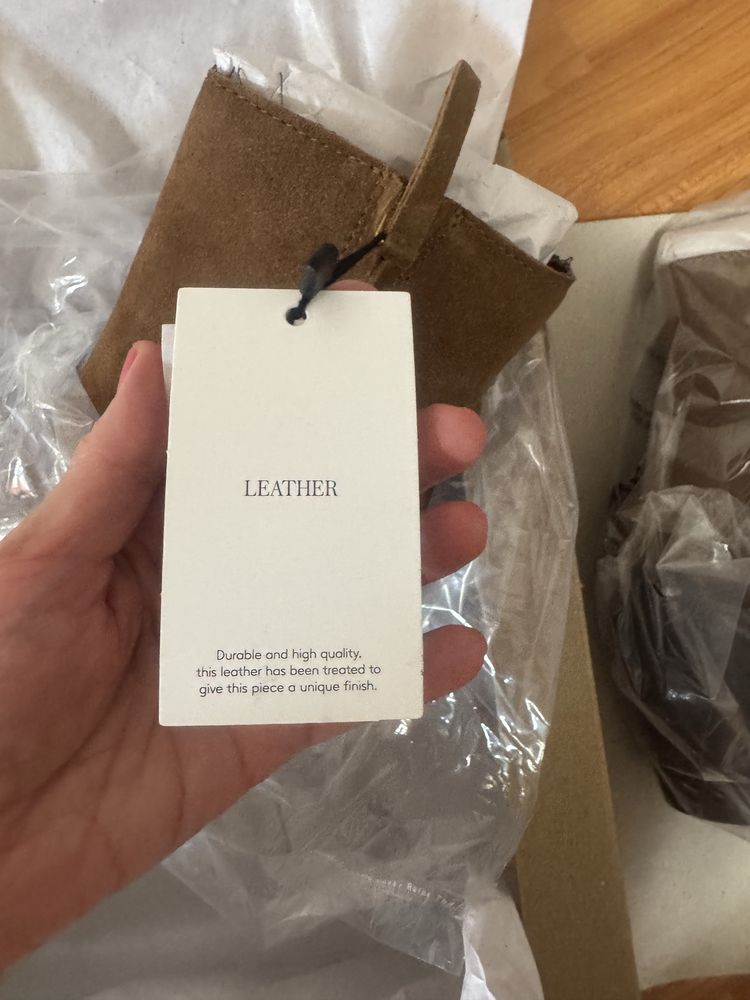 LEATHER
Durable and high quality,
this leather has been treated to
give this piece a unique finish.